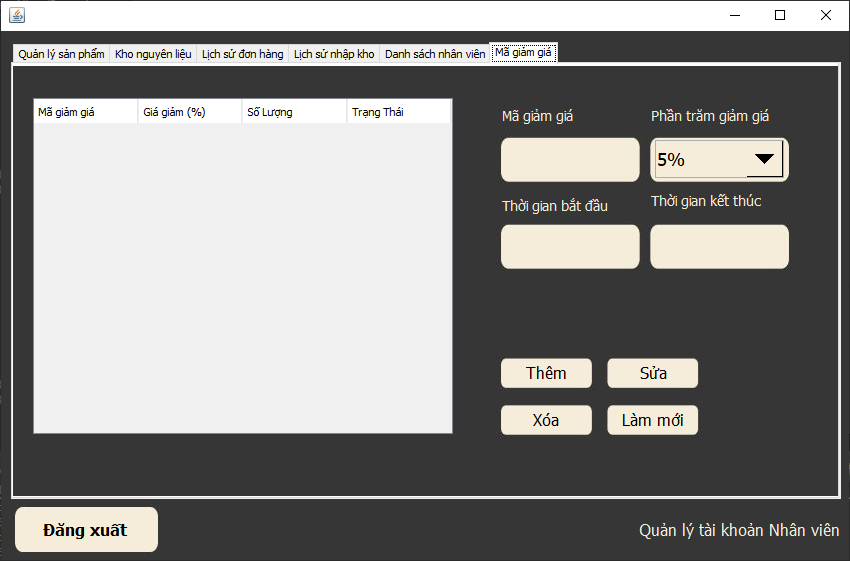 Quản lý sản phẩm Kho nguyên liệu Lịch sử đơn hàng Lịch sử nhập kho Danh sách nhân viên Mã giảm giá
Mã giảm giá Giá giảm (%) Số Lượng Trạng Thái
Mã giảm giá Phần trăm giảm giá
5%
Thời gian bắt đầu Thời gian kết thúc
Thêm Sửa
Xóa Làm mới
Đăng xuất Quản lý tài khoản Nhân viên